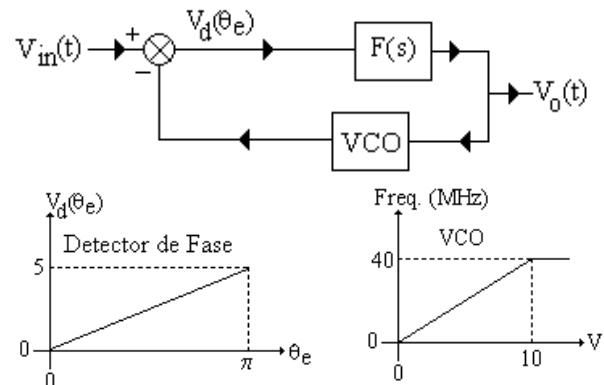 V_d(θ_e)
V_in(t)
+
−
F(s)
V_o(t)
VCO
V_d(θ_e)
Detector de Fase
5
0
0
π
θ_e
Freq. (MHz)
VCO
40
0
0
10
V